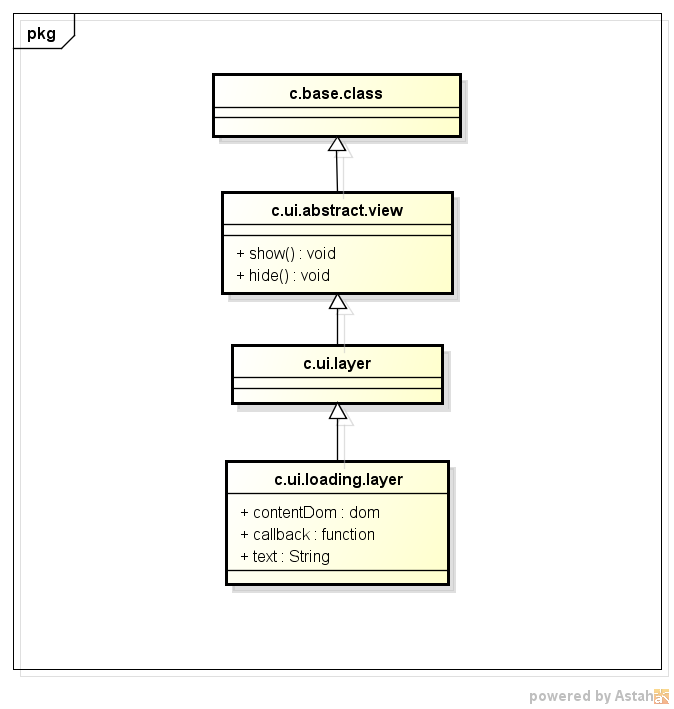 pkg
c.base.class
c.ui.abstract.view
+ show() : void
+ hide() : void
c.ui.layer
c.ui.loading.layer
+ contentDom : dom
+ callback : function
+ text : String
powered by Astah